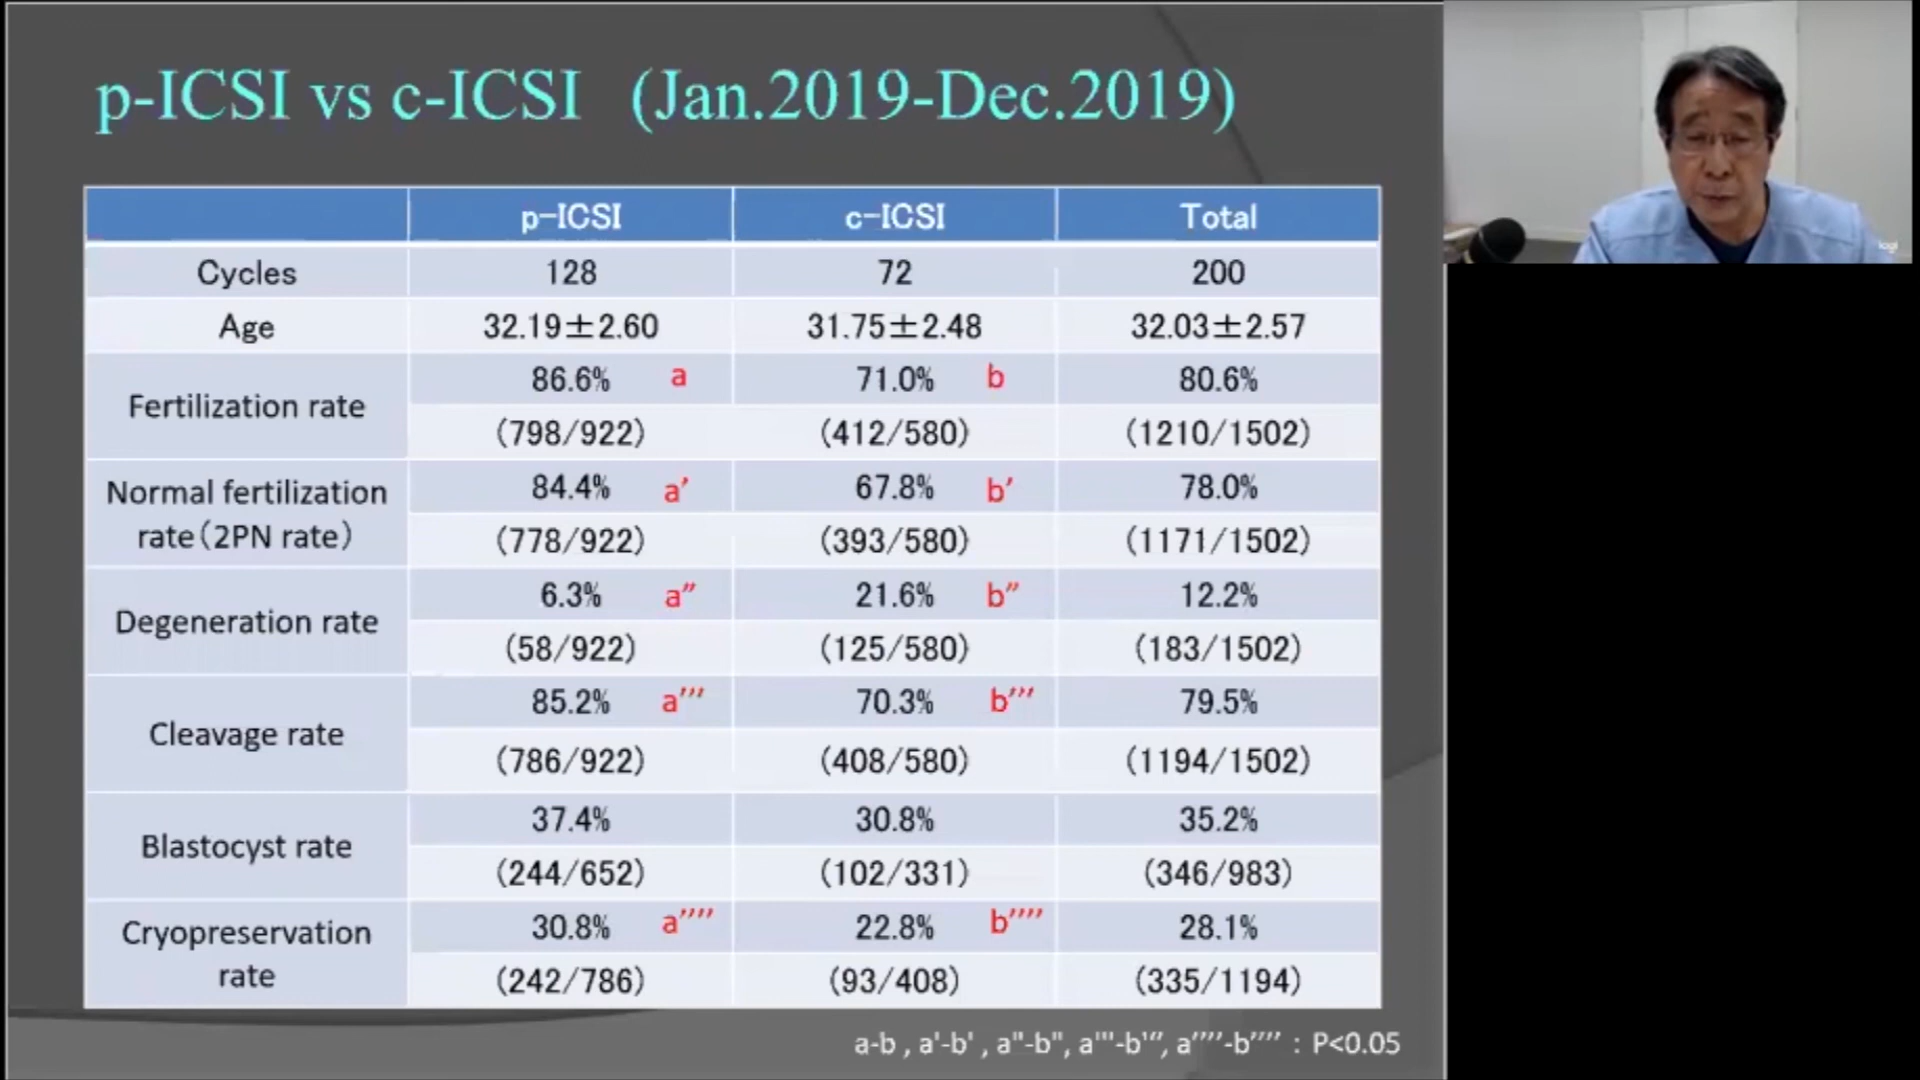 p-ICSI vs c-ICSI (Jan.2019-Dec.2019)
p-ICSI c-ICSI Total
Cycles 128 72 200
Age 32.19±2.60 31.75±2.48 32.03±2.57
Fertilization rate
86.6% a 71.0% b 80.6%
(798/922) (412/580) (1210/1502)
Normal fertilization
rate(2PN rate)
84.4% a’ 67.8% b’ 78.0%
(778/922) (393/580) (1171/1502)
Degeneration rate
6.3% a” 21.6% b” 12.2%
(58/922) (125/580) (183/1502)
Cleavage rate
85.2% a’’’ 70.3% b’’’ 79.5%
(786/922) (408/580) (1194/1502)
Blastocyst rate
37.4% 30.8% 35.2%
(244/652) (102/331) (346/983)
Cryopreservation
rate
30.8% a’’’’ 22.8% b’’’’ 28.1%
(242/786) (93/408) (335/1194)
a-b , a'-b' , a"-b", a'"-b'”, a’’’’-b’’’’ : P<0.05
logi